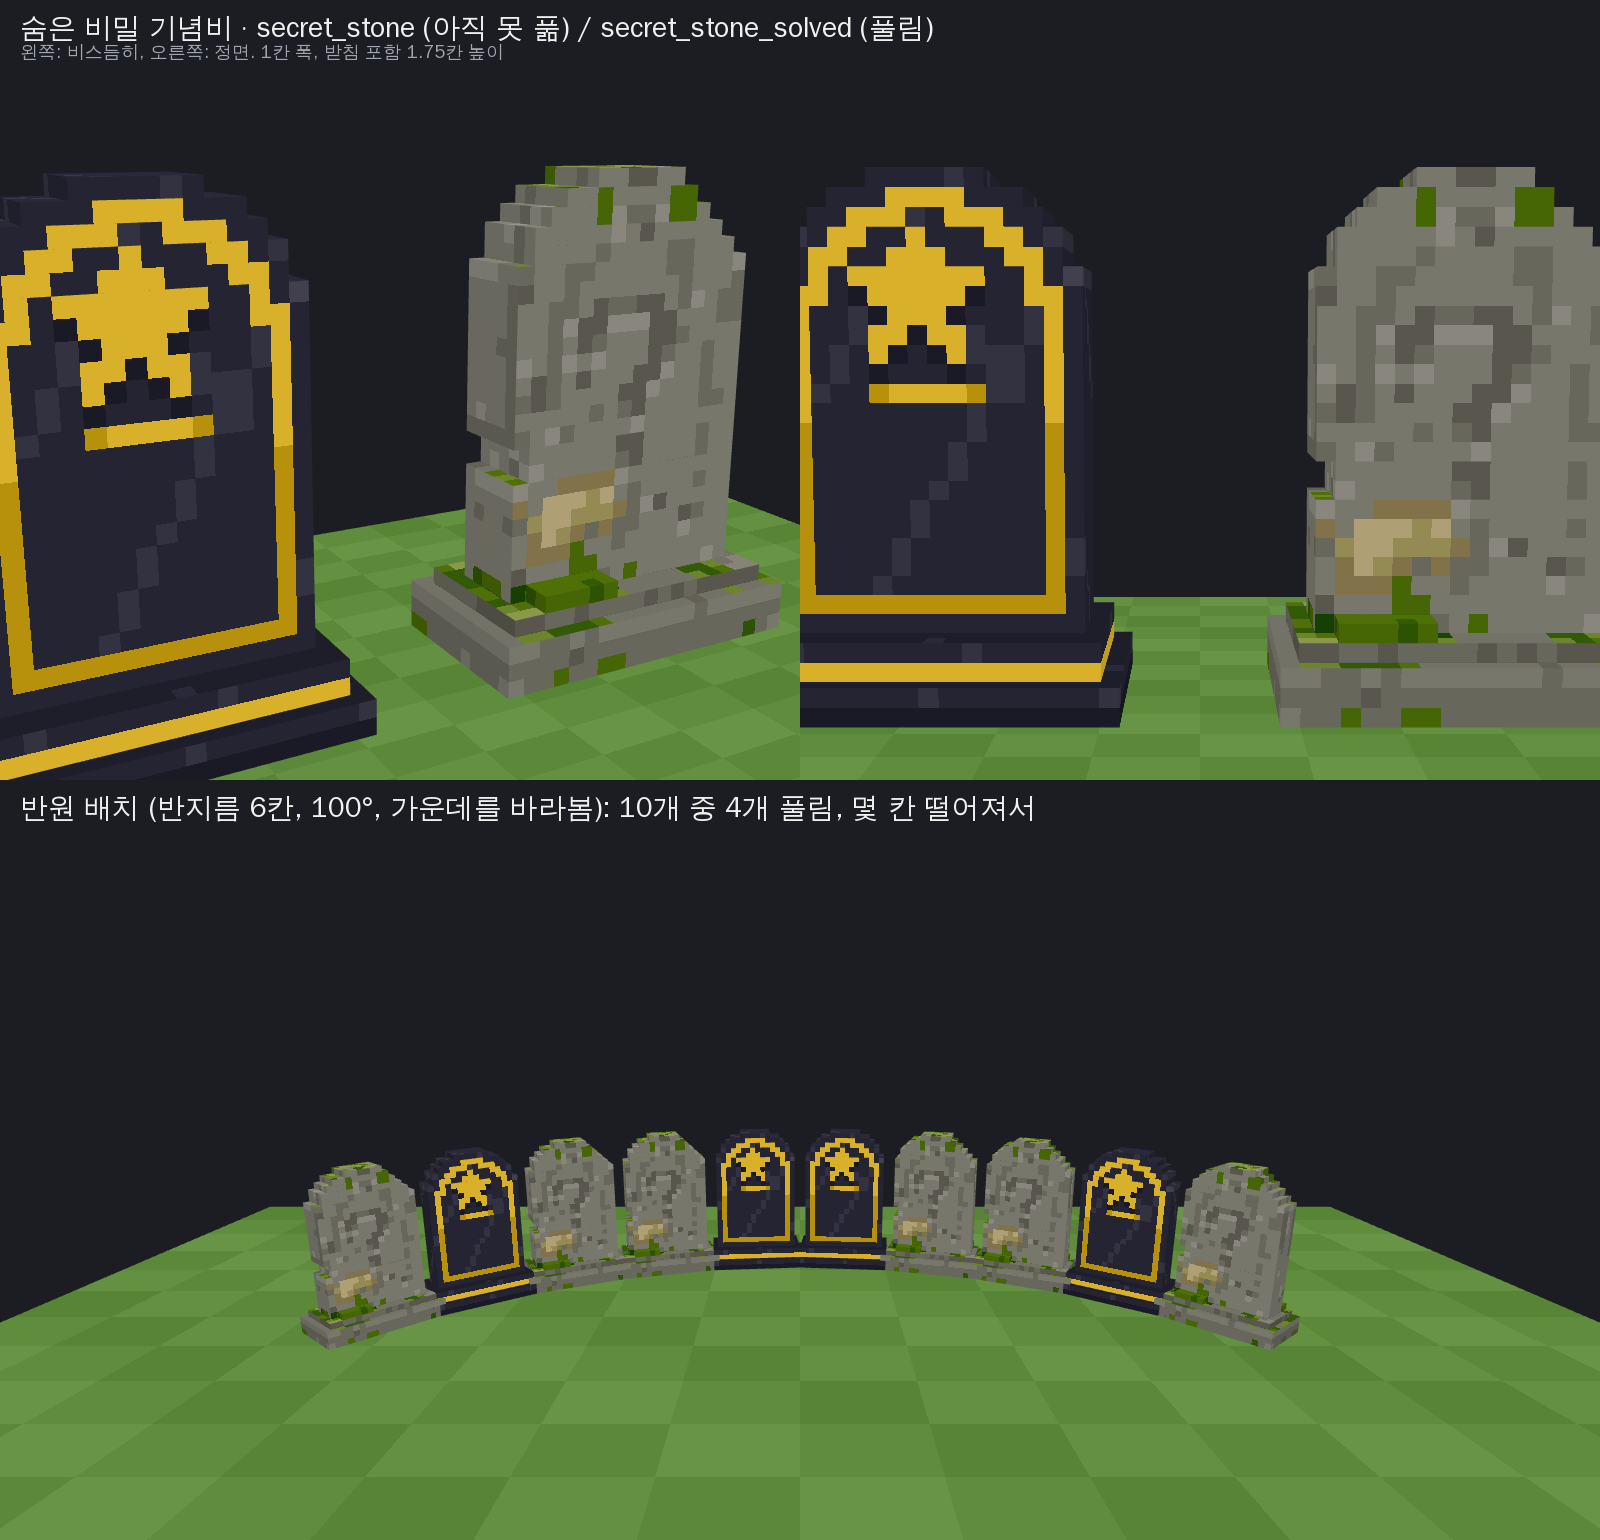 숨은 비밀 기념비 · secret_stone (아직 못 풂) / secret_stone_solved (풀림)
왼쪽: 비스듬히, 오른쪽: 정면. 1칸 폭, 받침 포함 1.75칸 높이
반원 배치 (반지름 6칸, 100°, 가운데를 바라봄): 10개 중 4개 풀림, 몇 칸 떨어져서